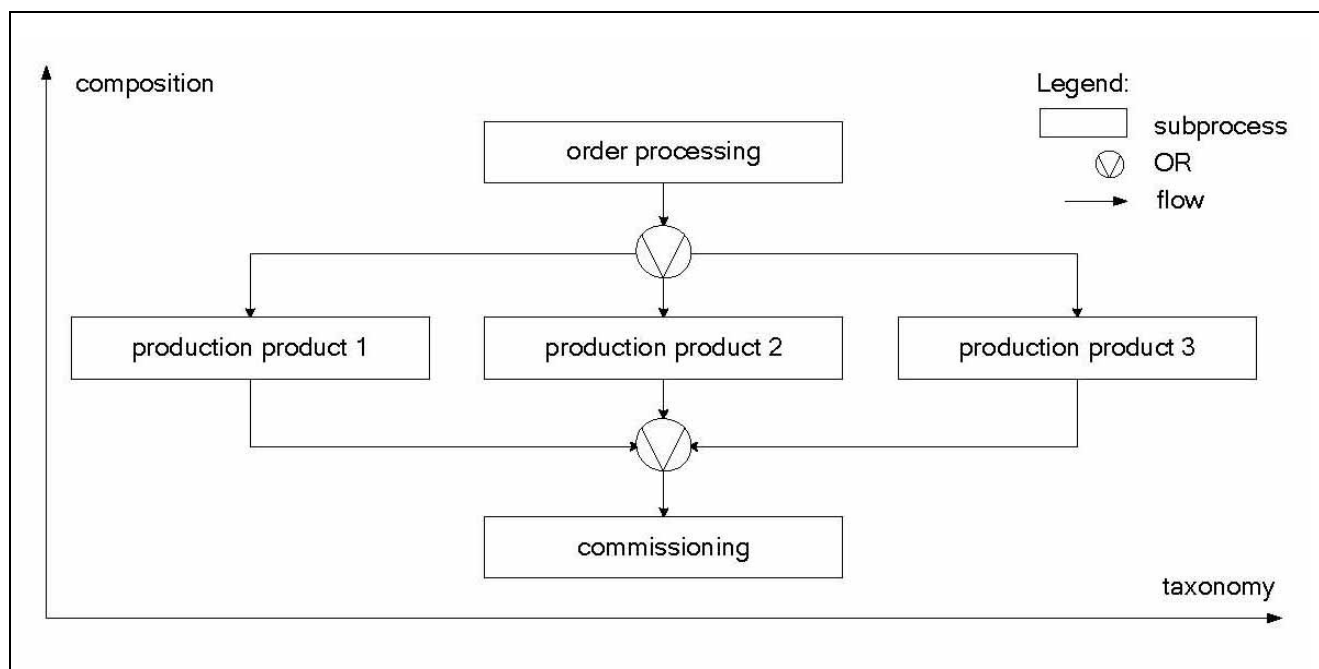 composition
Legend:
subprocess
OR
flow
order processing
production product 1
production product 2
production product 3
commissioning
taxonomy